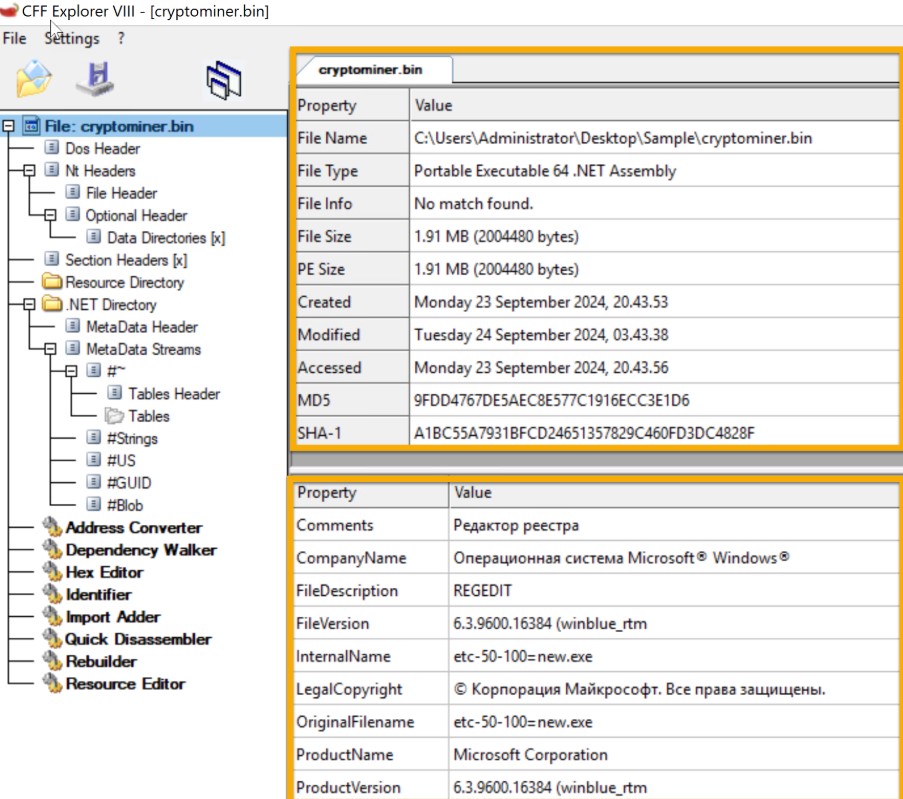 CFF Explorer VIII - [cryptominer.bin]
File Settings ?
File: cryptominer.bin
Dos Header
Nt Headers
File Header
Optional Header
Data Directories [x]
Section Headers [x]
Resource Directory
.NET Directory
MetaData Header
MetaData Streams
#~
Tables Header
Tables
#Strings
#US
#GUID
#Blob
Address Converter
Dependency Walker
Hex Editor
Identifier
Import Adder
Quick Disassembler
Rebuilder
Resource Editor
cryptominer.bin
Property Value
File Name C:\Users\Administrator\Desktop\Sample\cryptominer.bin
File Type Portable Executable 64 .NET Assembly
File Info No match found.
File Size 1.91 MB (2004480 bytes)
PE Size 1.91 MB (2004480 bytes)
Created Monday 23 September 2024, 20.43.53
Modified Tuesday 24 September 2024, 03.43.38
Accessed Monday 23 September 2024, 20.43.56
MD5 9FDD4767DE5AEC8E577C1916ECC3E1D6
SHA-1 A1BC55A7931BFCD24651357829C460FD3DC4828F
Property Value
Comments Редактор реестра
CompanyName Операционная система Microsoft® Windows®
FileDescription REGEDIT
FileVersion 6.3.9600.16384 (winblue_rtm
InternalName etc-50-100=new.exe
LegalCopyright © Корпорация Майкрософт. Все права защищены.
OriginalFilename etc-50-100=new.exe
ProductName Microsoft Corporation
ProductVersion 6.3.9600.16384 (winblue_rtm